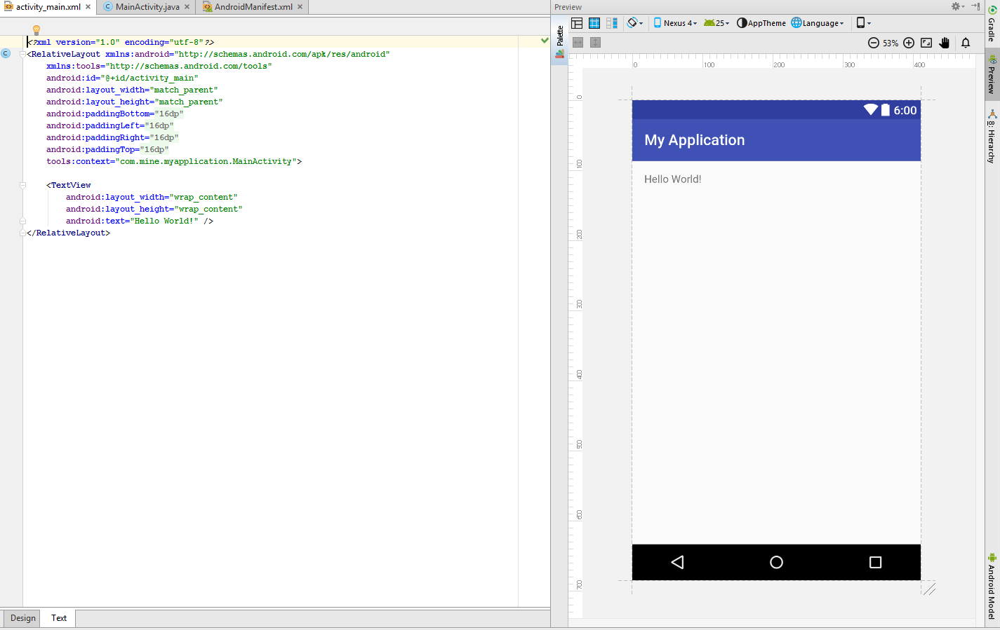 activity_main.xml
MainActivity.java
AndroidManifest.xml
<?xml version="1.0" encoding="utf-8"?>
<RelativeLayout xmlns:android="http://schemas.android.com/apk/res/android"
    xmlns:tools="http://schemas.android.com/tools"
    android:id="@+id/activity_main"
    android:layout_width="match_parent"
    android:layout_height="match_parent"
    android:paddingBottom="16dp"
    android:paddingLeft="16dp"
    android:paddingRight="16dp"
    android:paddingTop="16dp"
    tools:context="com.mine.myapplication.MainActivity">
    <TextView
        android:layout_width="wrap_content"
        android:layout_height="wrap_content"
        android:text="Hello World!" />
</RelativeLayout>
Design
Text
Preview
Palette
Nexus 4
25
AppTheme
Language
53%
0
100
200
300
400
0
100
200
300
400
500
600
700
6:00
My Application
Hello World!
Gradle
Preview
8: Hierarchy
Android Model